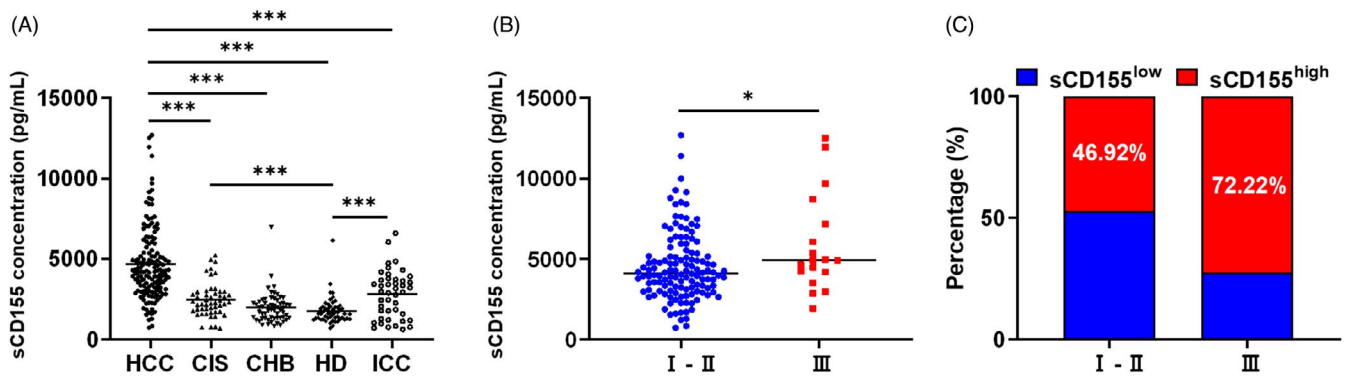 (A)
***
***
***
***
***
***
sCD155 concentration (pg/mL)
15000
10000
5000
0
HCC CIS CHB HD ICC
(B)
*
sCD155 concentration (pg/mL)
15000
10000
5000
0
Ⅰ - Ⅱ Ⅲ
(C)
sCD155low sCD155high
Percentage (%)
100
50
0
46.92%
72.22%
Ⅰ - Ⅱ Ⅲ